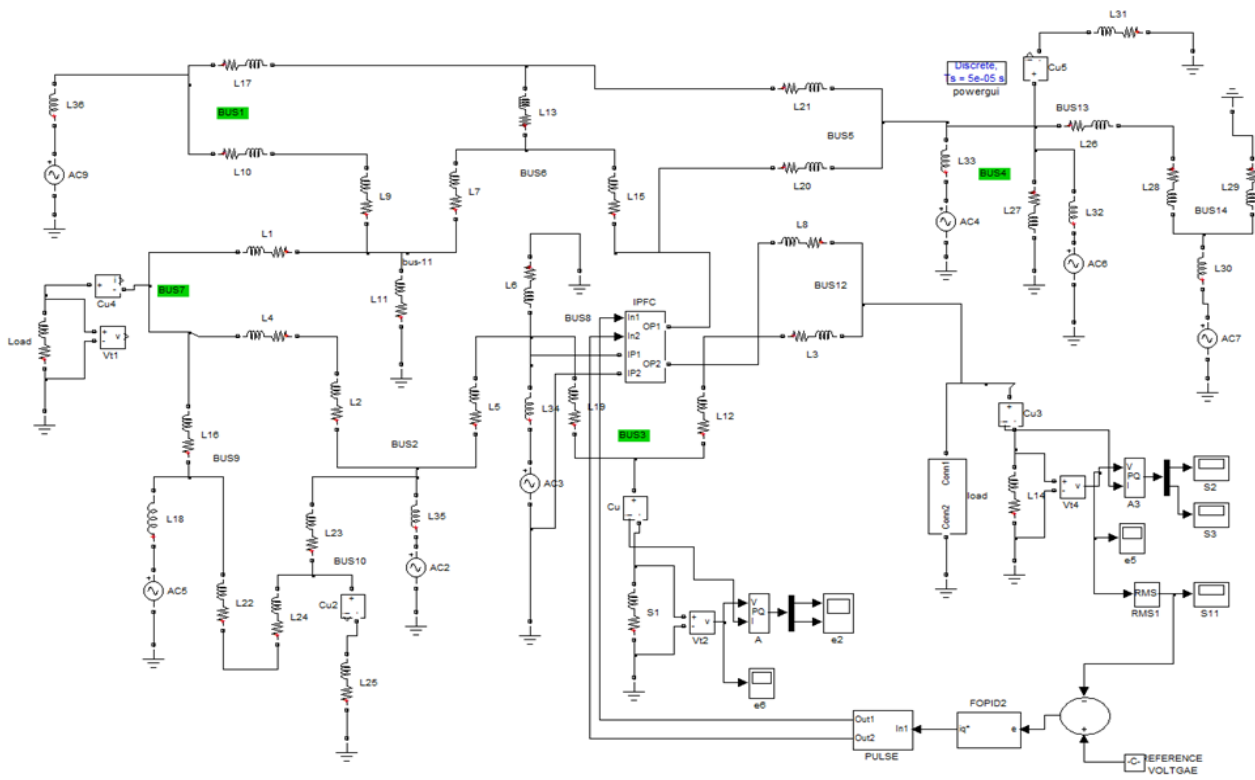 L31
L17
L36
BUS1
L13
L21
Discrete,
Ts = 5e-05 s
powergui
Cu5
BUS13
L26
BUS5
L10
AC9
L9
L7
BUS6
L15
L20
L33
BUS4
L27
L32
L28
L29
BUS14
AC4
AC6
L30
AC7
L1
bus-11
L11
L6
L8
BUS12
IPFC
BUS7
Cu4
Load
Vt1
L4
BUS8
In1
In2
IP1
IP2
OP1
OP2
L3
L2
L5
L34
L19
L12
L16
BUS9
BUS2
BUS3
Cu3
L18
L23
L35
AC3
Cu
Conn1
Conn2
load
L14
Vt4
V
PQ
I
A3
S2
S3
e5
BUS10
AC5
L22
L24
Cu2
AC2
RMS
RMS1
S11
S1
Vt2
V
PQ
I
A
e2
e6
L25
Out1
Out2
In1
PULSE
FOPID2
iq*
e
-C-
REFERENCE
VOLTGAE